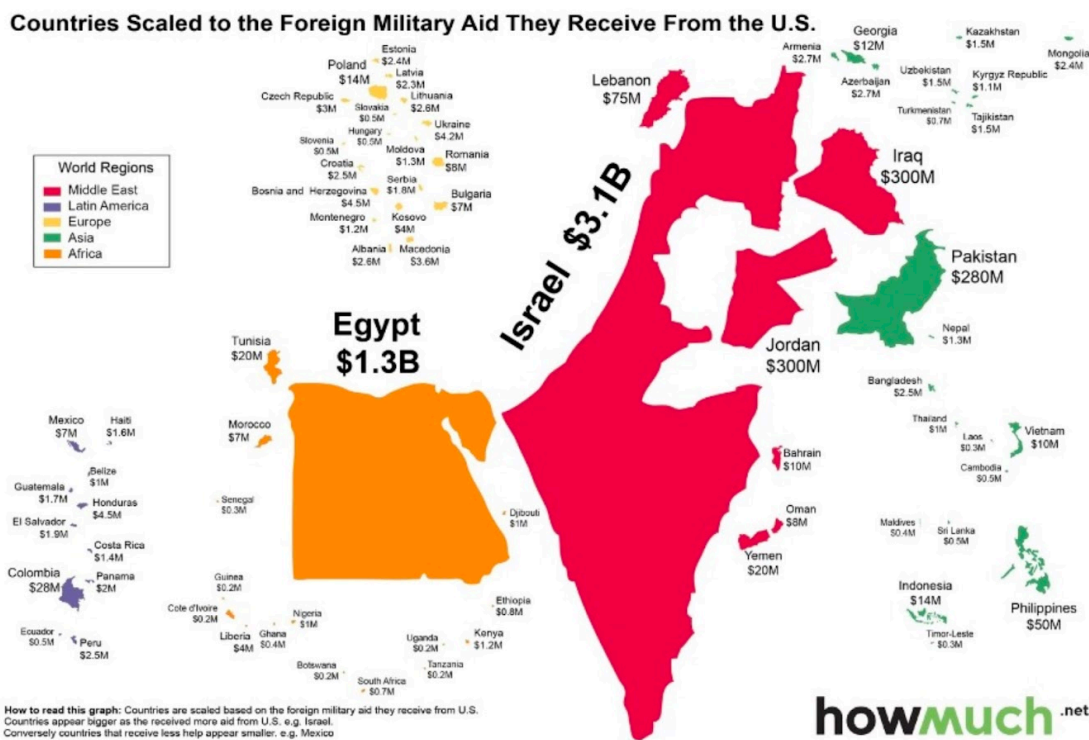 Countries Scaled to the Foreign Military Aid They Receive From the U.S.
World Regions
Middle East
Latin America
Europe
Asia
Africa
Estonia
$2.4M
Latvia
$2.3M
Poland
$14M
Czech Republic
$3M
Lithuania
$2.6M
Slovakia
$0.5M
Ukraine
$4.2M
Hungary
$0.5M
Slovenia
$0.5M
Moldova
$1.3M
Romania
$8M
Croatia
$2.5M
Serbia
$1.8M
Bosnia and Herzegovina
$4.5M
Bulgaria
$7M
Montenegro
$1.2M
Kosovo
$4M
Albania
$2.6M
Macedonia
$3.6M
Lebanon
$75M
Israel $3.1B
Iraq
$300M
Jordan
$300M
Bahrain
$10M
Oman
$8M
Yemen
$20M
Armenia
$2.7M
Georgia
$12M
Azerbaijan
$2.7M
Kazakhstan
$1.5M
Mongolia
$2.4M
Uzbekistan
$1.5M
Kyrgyz Republic
$1.1M
Turkmenistan
$0.7M
Tajikistan
$1.5M
Pakistan
$280M
Nepal
$1.3M
Bangladesh
$2.5M
Thailand
$1M
Laos
$0.3M
Vietnam
$10M
Cambodia
$0.5M
Maldives
$0.4M
Sri Lanka
$0.5M
Indonesia
$14M
Timor-Leste
$0.3M
Philippines
$50M
Egypt
$1.3B
Tunisia
$20M
Morocco
$7M
Senegal
$0.3M
Djibouti
$1M
Guinea
$0.2M
Cote d'Ivoire
$0.2M
Liberia
$4M
Ghana
$0.4M
Nigeria
$1M
Ethiopia
$0.8M
Kenya
$1.2M
Uganda
$0.2M
Tanzania
$0.2M
Botswana
$0.2M
South Africa
$0.7M
Mexico
$7M
Haiti
$1.6M
Belize
$1M
Guatemala
$1.7M
Honduras
$4.5M
El Salvador
$1.9M
Costa Rica
$1.4M
Colombia
$28M
Panama
$2M
Ecuador
$0.5M
Peru
$2.5M
How to read this graph: Countries are scaled based on the foreign military aid they receive from U.S.
Countries appear bigger as the received more aid from U.S. e.g. Israel.
Conversely countries that receive less help appear smaller. e.g. Mexico
howmuch.net